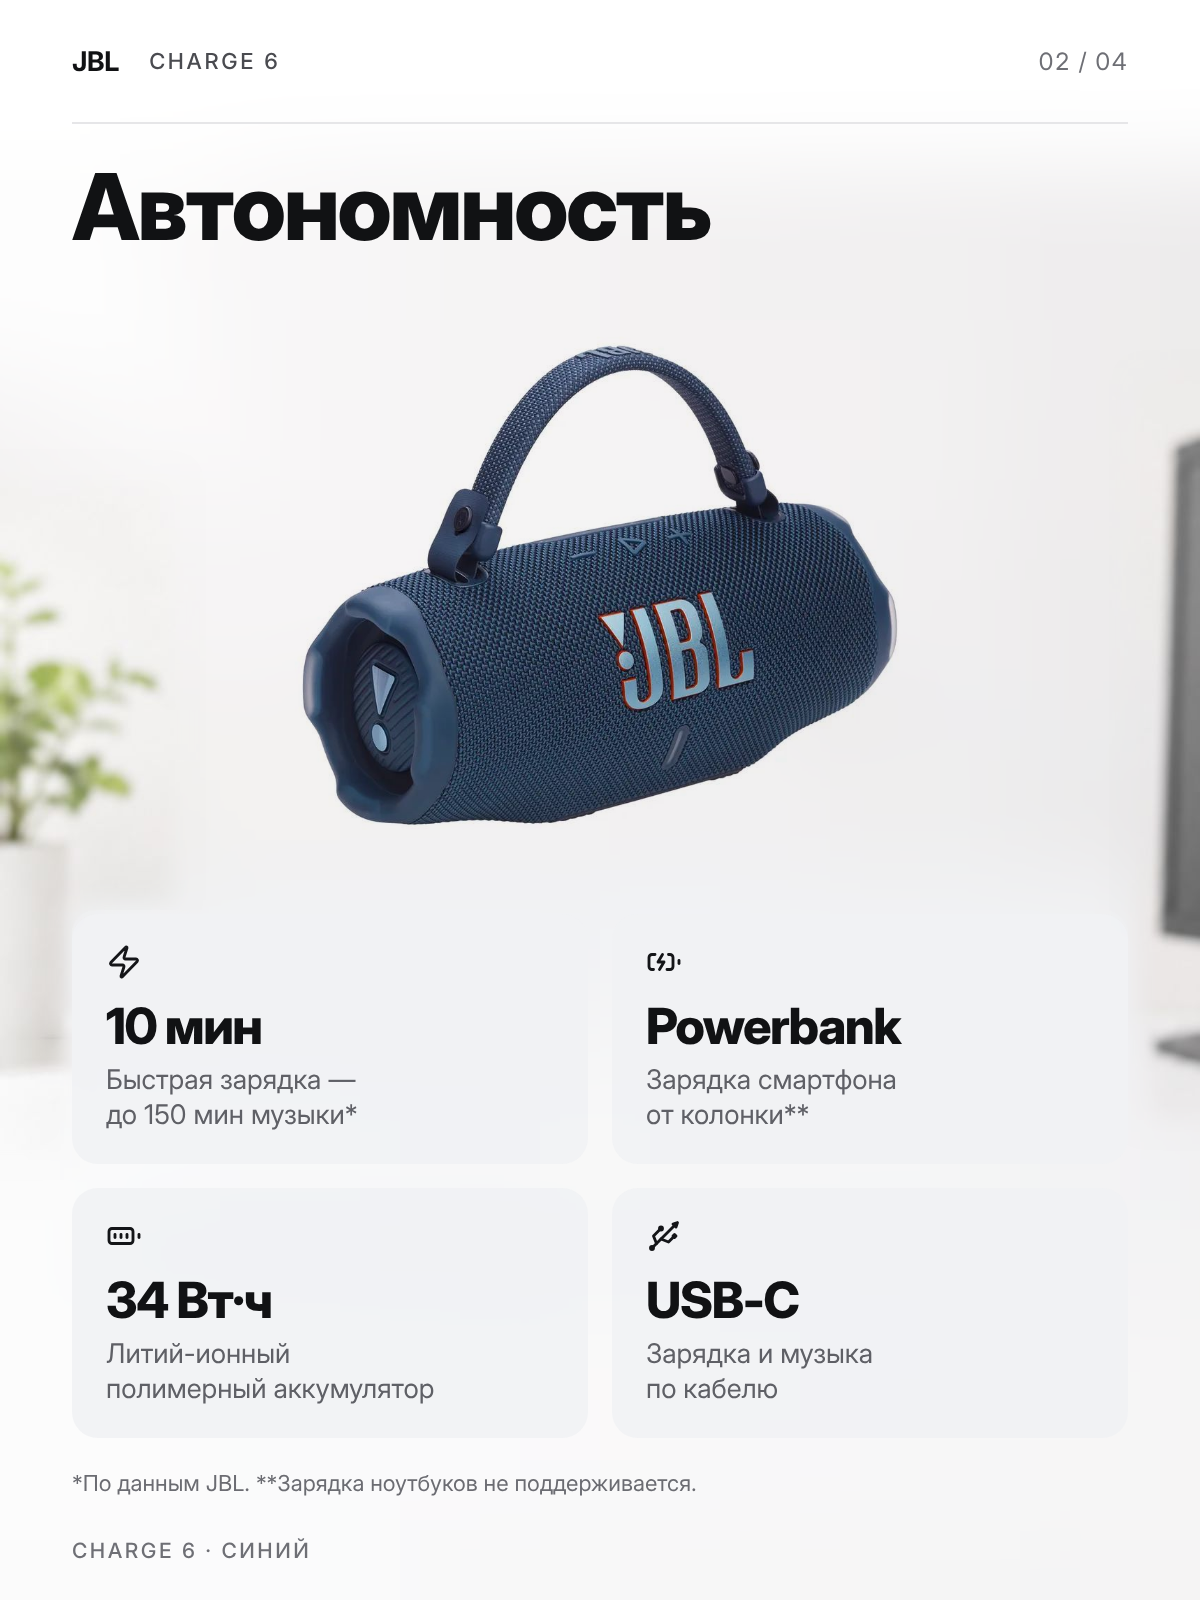 JBL CHARGE 6 02 / 04
Автономность
JBL
JBL
10 мин
Быстрая зарядка —
до 150 мин музыки*
Powerbank
Зарядка смартфона
от колонки**
34 Вт·ч
Литий-ионный
полимерный аккумулятор
USB-C
Зарядка и музыка
по кабелю
*По данным JBL. **Зарядка ноутбуков не поддерживается.
CHARGE 6 · СИНИЙ